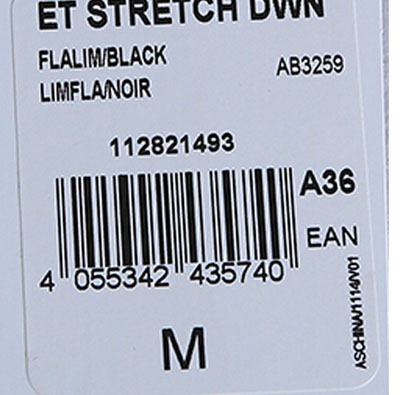 ET STRETCH DWN
FLALIM/BLACK
AB3259
LIMFLA/NOIR
112821493
A36
EAN
4 055342 435740
M
ASCHINA/1114/V01